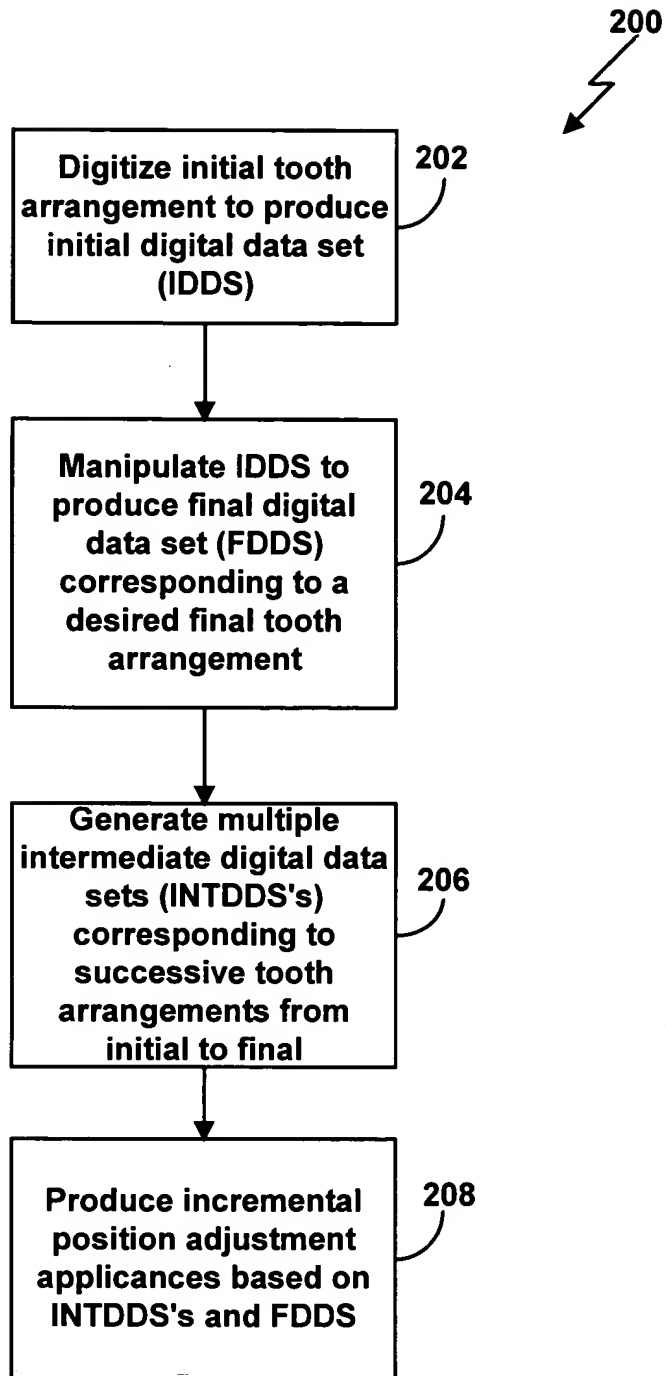 200
Digitize initial tooth
arrangement to produce
initial digital data set
(IDDS)
202
Manipulate IDDS to
produce final digital
data set (FDDS)
corresponding to a
desired final tooth
arrangement
204
Generate multiple
intermediate digital data
sets (INTDDS's)
corresponding to
successive tooth
arrangements from
initial to final
206
Produce incremental
position adjustment
applicances based on
INTDDS's and FDDS
208